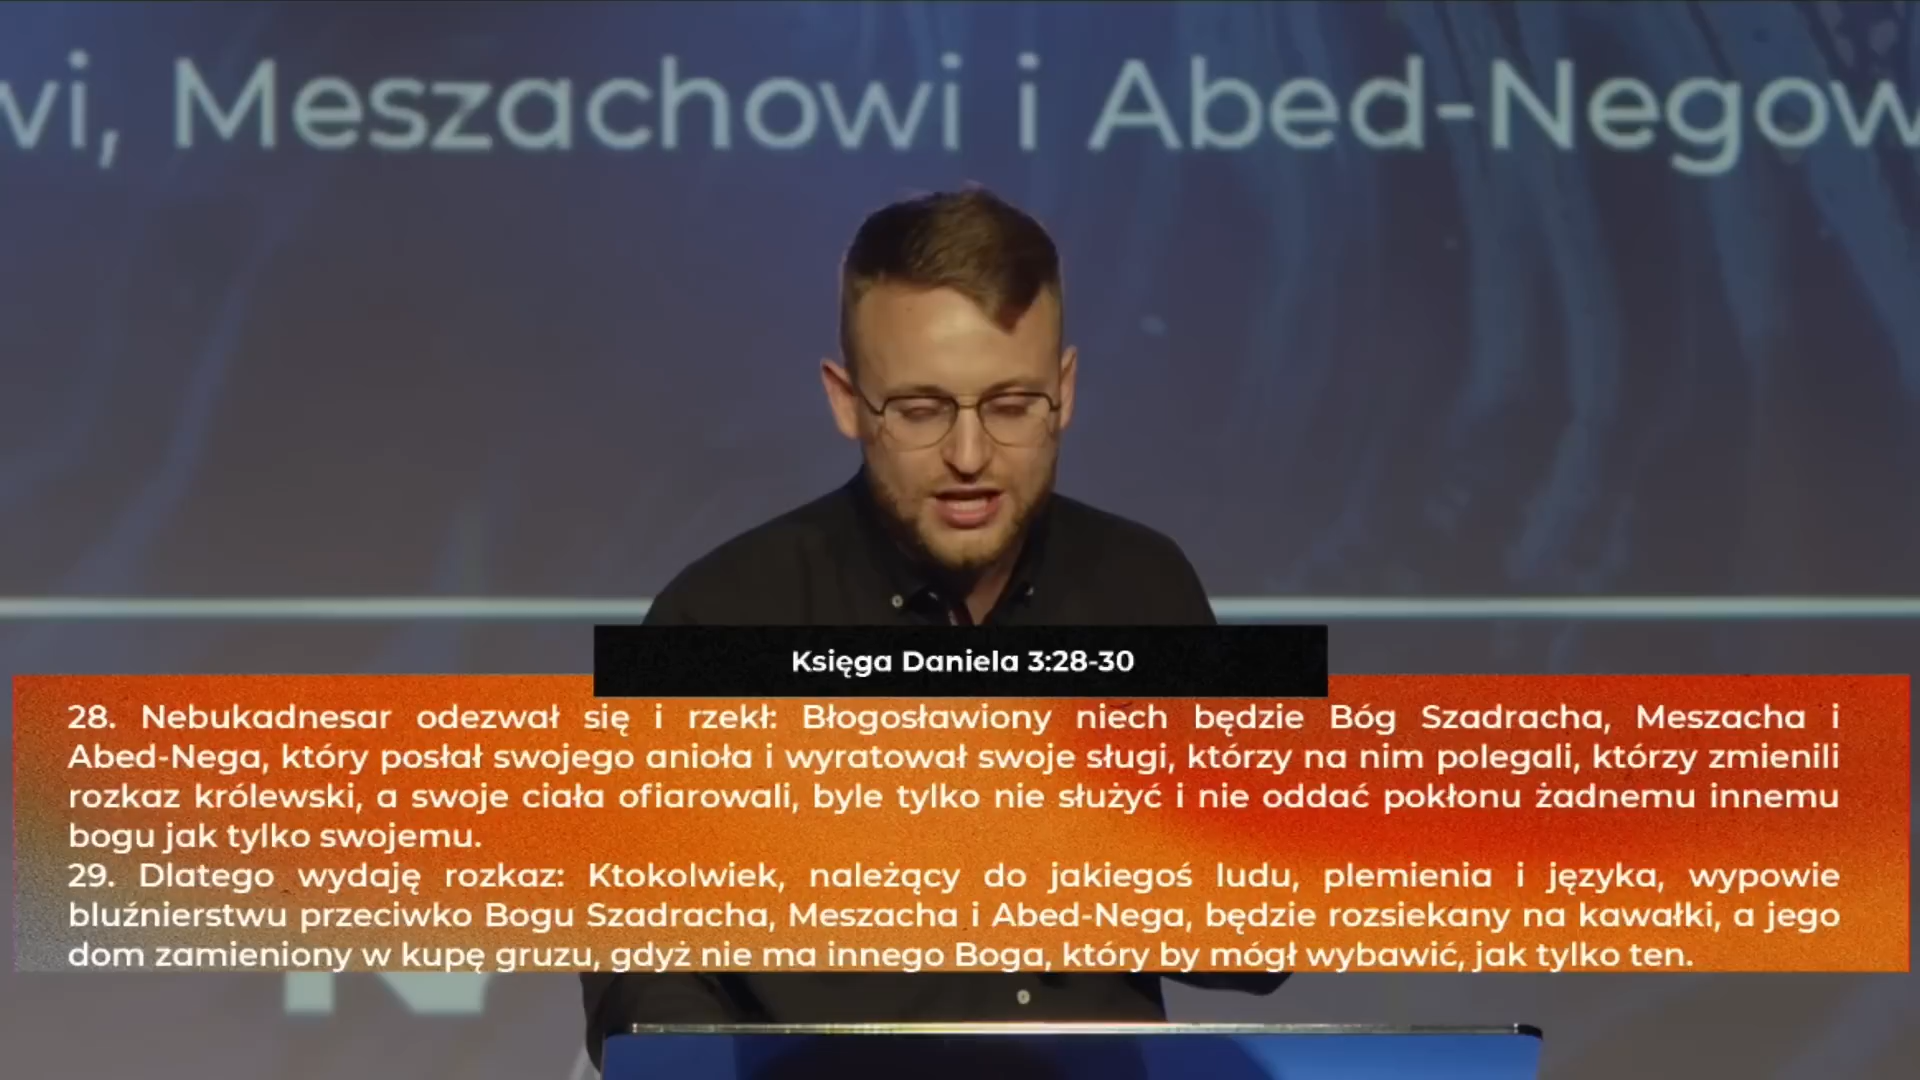 , Meszachowi i Abed-
Księga Daniela 3:28-30
28. Nebukadnesar odezwał się i rzekł: Błogosławiony niech będzie Bóg Szadracha, Meszacha i
Abed-Nega, który posłał swojego anioła i wyratował swoje sługi, którzy na nim polegali, którzy zmienili
rozkaz królewski, a swoje ciała ofiarowali, byle tylko nie służyć i nie oddać pokłonu żadnemu innemu
bogu jak tylko swojemu.
29. Dlatego wydaję rozkaz: Ktokolwiek, należący do jakiegoś ludu, plemienia i języka, wypowie
bluźnierstwu przeciwko Bogu Szadracha, Meszacha i Abed-Nega, będzie rozsiekany na kawałki, a jego
dom zamieniony w kupę gruzu, gdyż nie ma innego Boga, który by mógł wybawić, jak tylko ten.